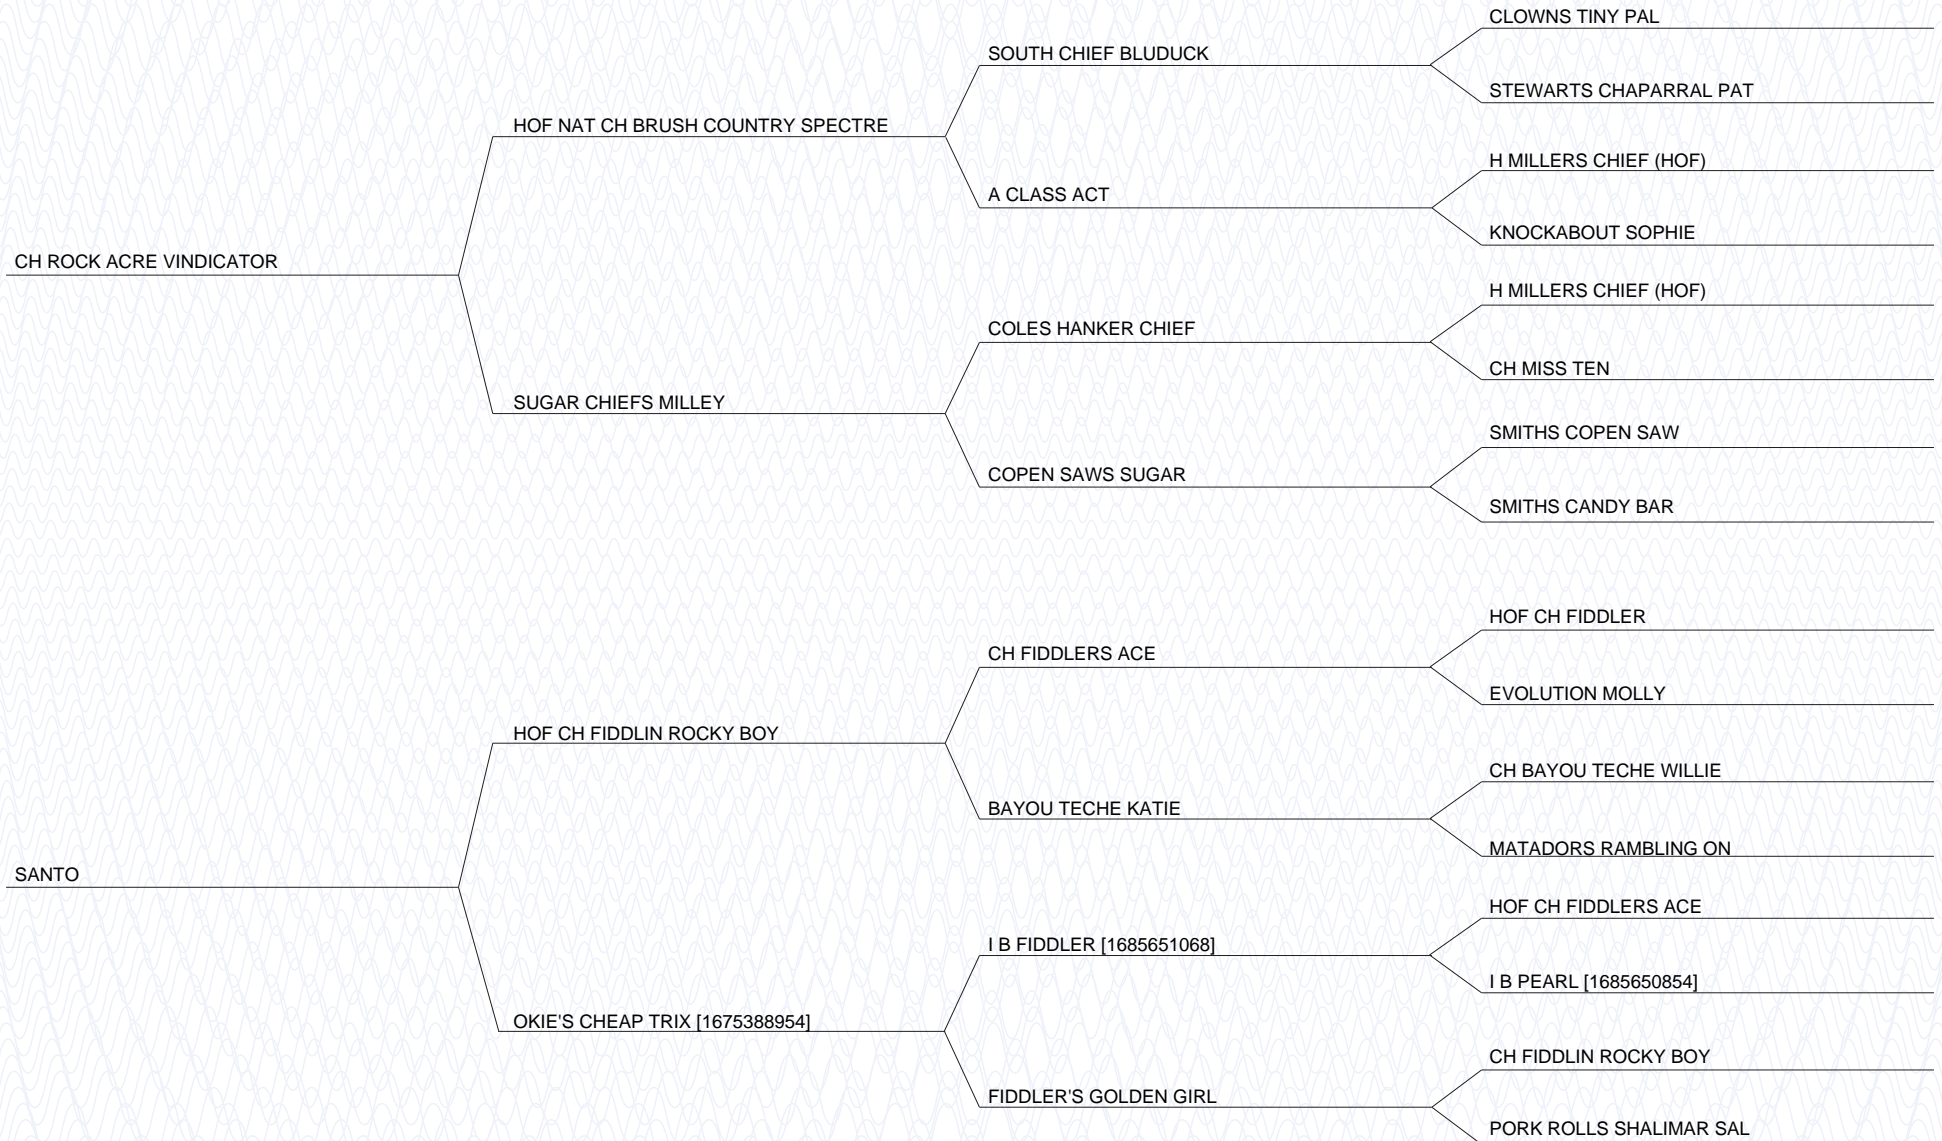 CLOWNS TINY PAL
SOUTH CHIEF BLUDUCK
STEWARTS CHAPARRAL PAT
HOF NAT CH BRUSH COUNTRY SPECTRE
H MILLERS CHIEF (HOF)
A CLASS ACT
KNOCKABOUT SOPHIE
CH ROCK ACRE VINDICATOR
H MILLERS CHIEF (HOF)
COLES HANKER CHIEF
CH MISS TEN
SUGAR CHIEFS MILLEY
SMITHS COPEN SAW
COPEN SAWS SUGAR
SMITHS CANDY BAR
HOF CH FIDDLER
CH FIDDLERS ACE
EVOLUTION MOLLY
HOF CH FIDDLIN ROCKY BOY
CH BAYOU TECHE WILLIE
BAYOU TECHE KATIE
MATADORS RAMBLING ON
SANTO
HOF CH FIDDLERS ACE
I B FIDDLER [1685651068]
I B PEARL [1685650854]
OKIE'S CHEAP TRIX [1675388954]
CH FIDDLIN ROCKY BOY
FIDDLER'S GOLDEN GIRL
PORK ROLLS SHALIMAR SAL